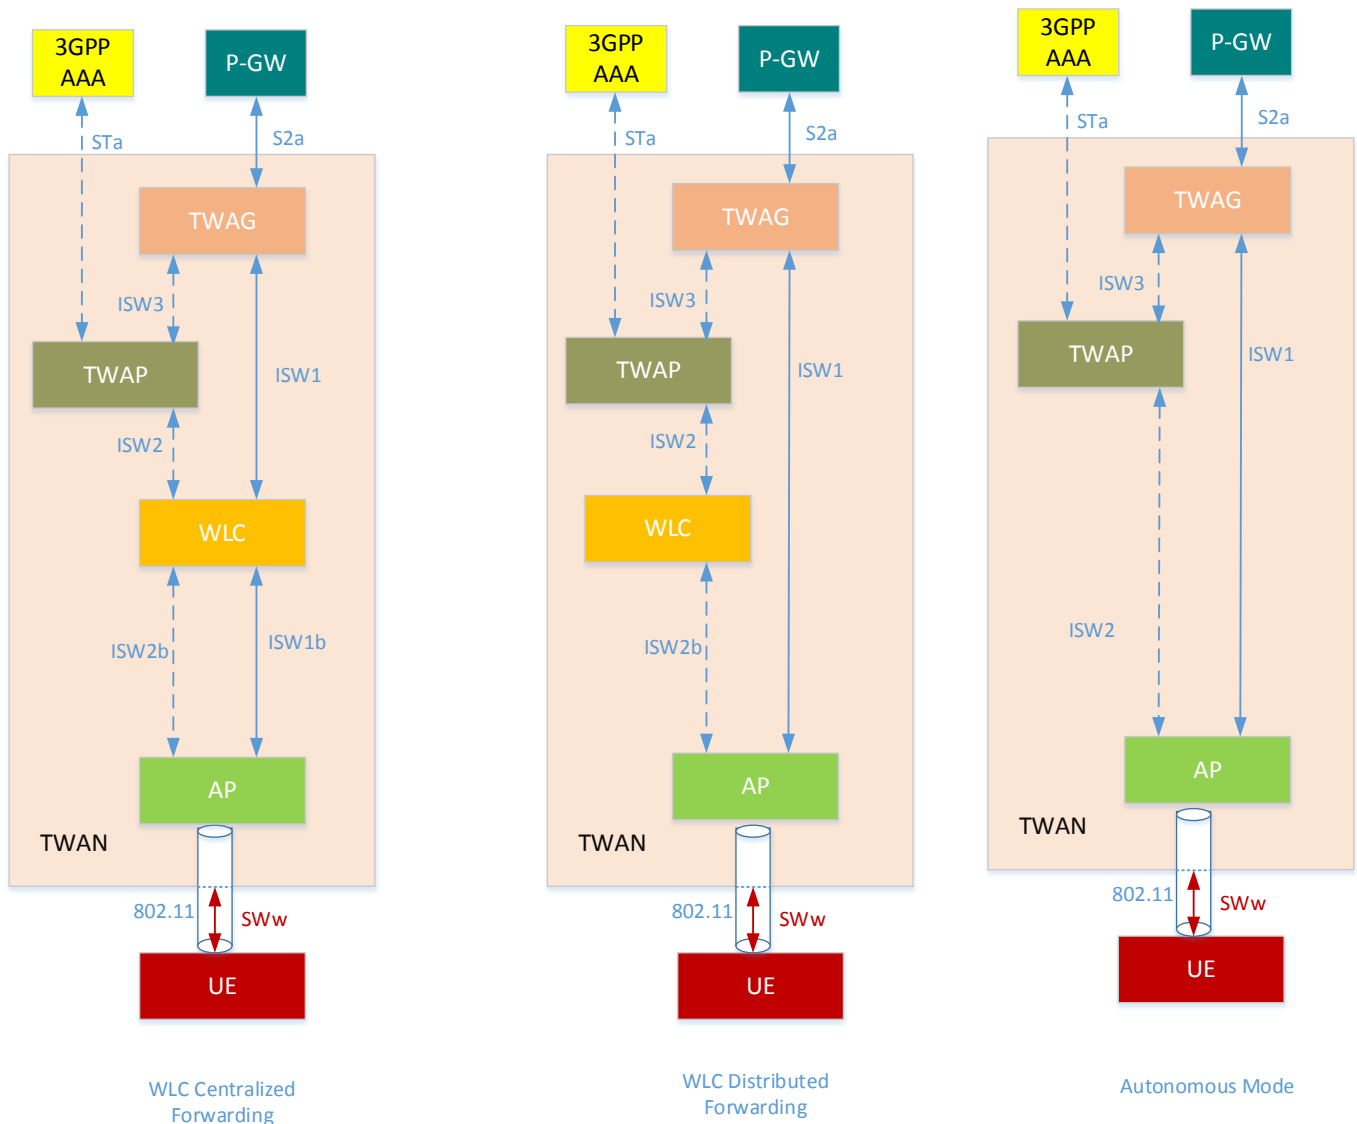 3GPP
AAA
P-GW
STa
S2a
TWAG
ISW3
TWAP
ISW1
ISW2
WLC
ISW2b
ISW1b
AP
TWAN
802.11
SWw
UE
WLC Centralized
Forwarding
3GPP
AAA
P-GW
STa
S2a
TWAG
ISW3
TWAP
ISW1
ISW2
WLC
ISW2b
AP
TWAN
802.11
SWw
UE
WLC Distributed
Forwarding
3GPP
AAA
P-GW
STa
S2a
TWAG
ISW3
TWAP
ISW1
ISW2
AP
TWAN
802.11
SWw
UE
Autonomous Mode